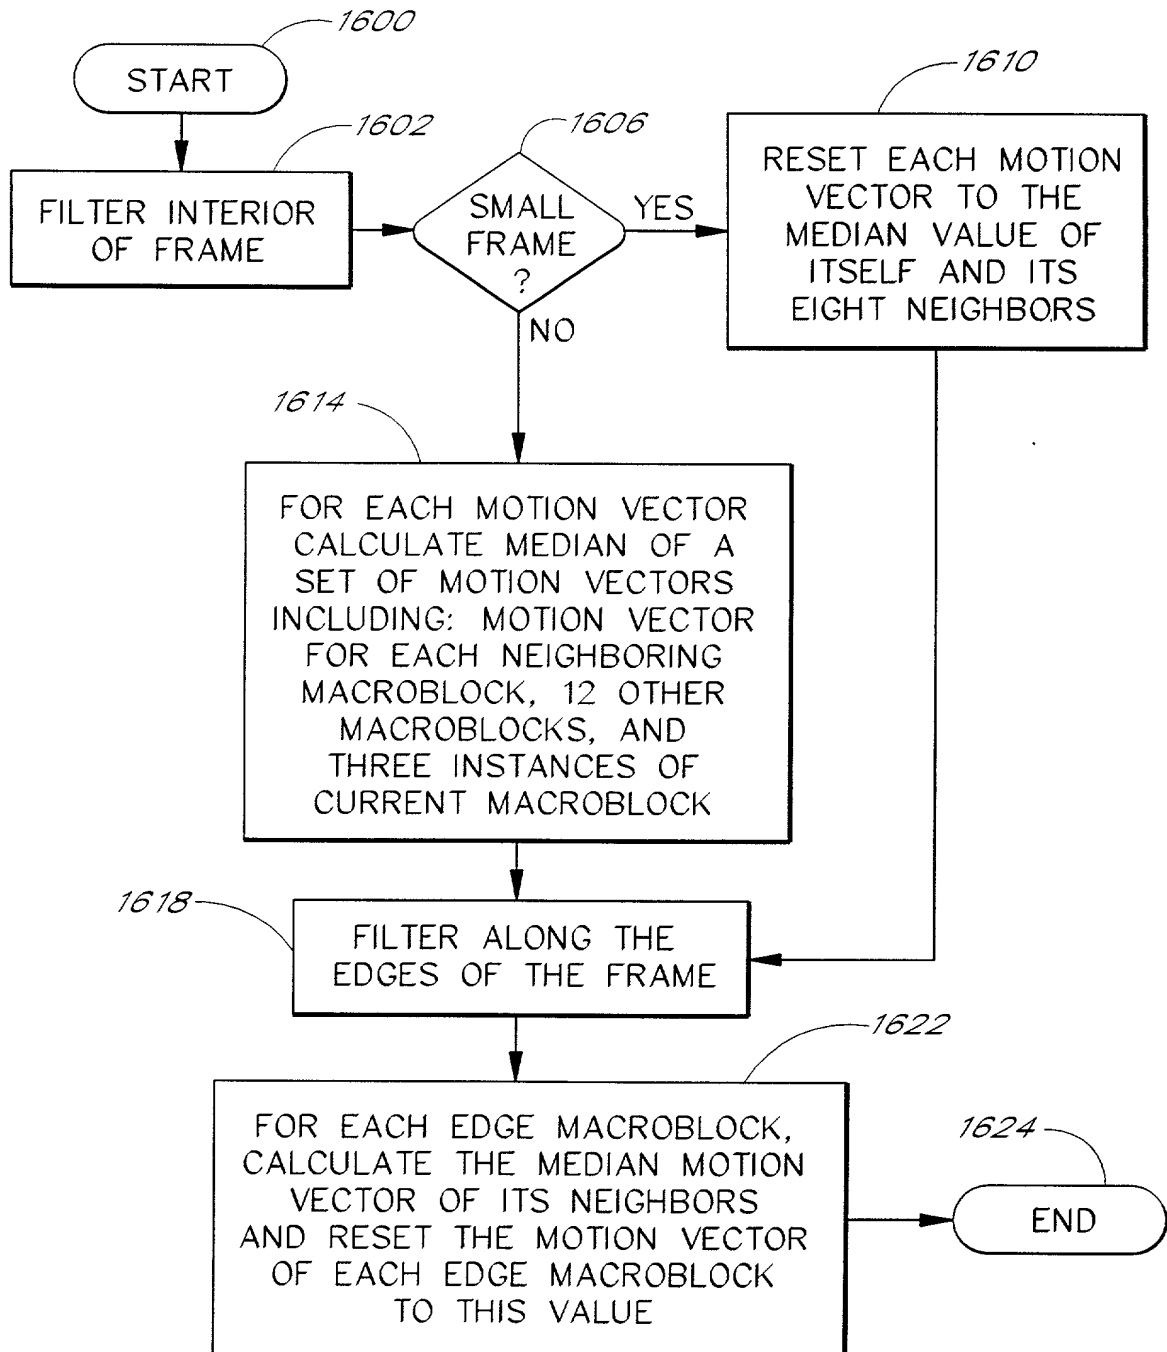 1600
START
1602
FILTER INTERIOR
OF FRAME
1606
SMALL
FRAME
?
YES
NO
1610
RESET EACH MOTION
VECTOR TO THE
MEDIAN VALUE OF
ITSELF AND ITS
EIGHT NEIGHBORS
1614
FOR EACH MOTION VECTOR
CALCULATE MEDIAN OF A
SET OF MOTION VECTORS
INCLUDING: MOTION VECTOR
FOR EACH NEIGHBORING
MACROBLOCK, 12 OTHER
MACROBLOCKS, AND
THREE INSTANCES OF
CURRENT MACROBLOCK
1618
FILTER ALONG THE
EDGES OF THE FRAME
1622
FOR EACH EDGE MACROBLOCK,
CALCULATE THE MEDIAN MOTION
VECTOR OF ITS NEIGHBORS
AND RESET THE MOTION VECTOR
OF EACH EDGE MACROBLOCK
TO THIS VALUE
1624
END